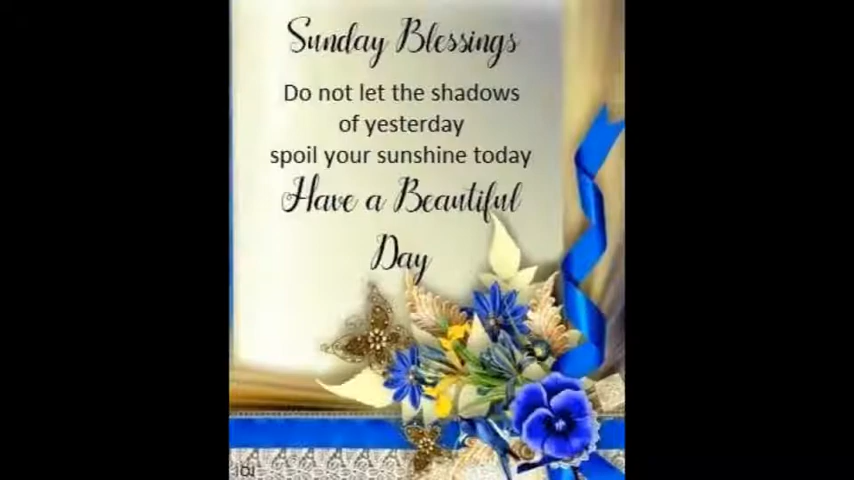 Sunday Blessings
Do not let the shadows
of yesterday
spoil your sunshine today
Have a Beautiful
Day